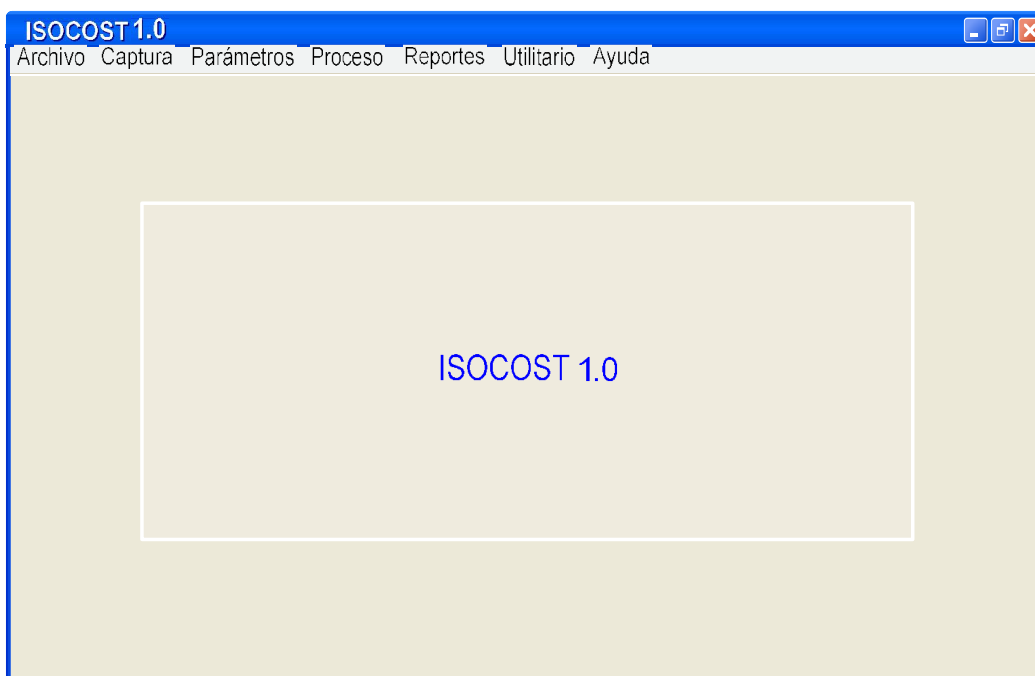 ISOCOST 1.0
Archivo Captura Parámetros Proceso Reportes Utilitario Ayuda
ISOCOST 1.0